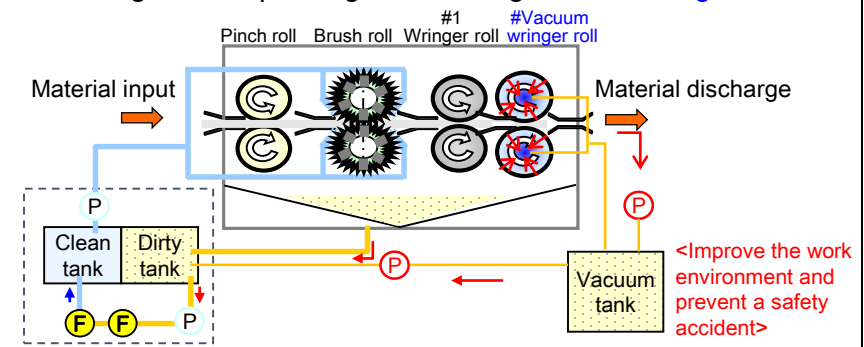 #1
#Vacuum
Pinch roll Brush roll Wringer roll wringer roll
Material input
Material discharge
P
P
Clean
tank
Dirty
tank
P
<Improve the work
environment and
prevent a safety
accident>
Vacuum
tank
F
F
P